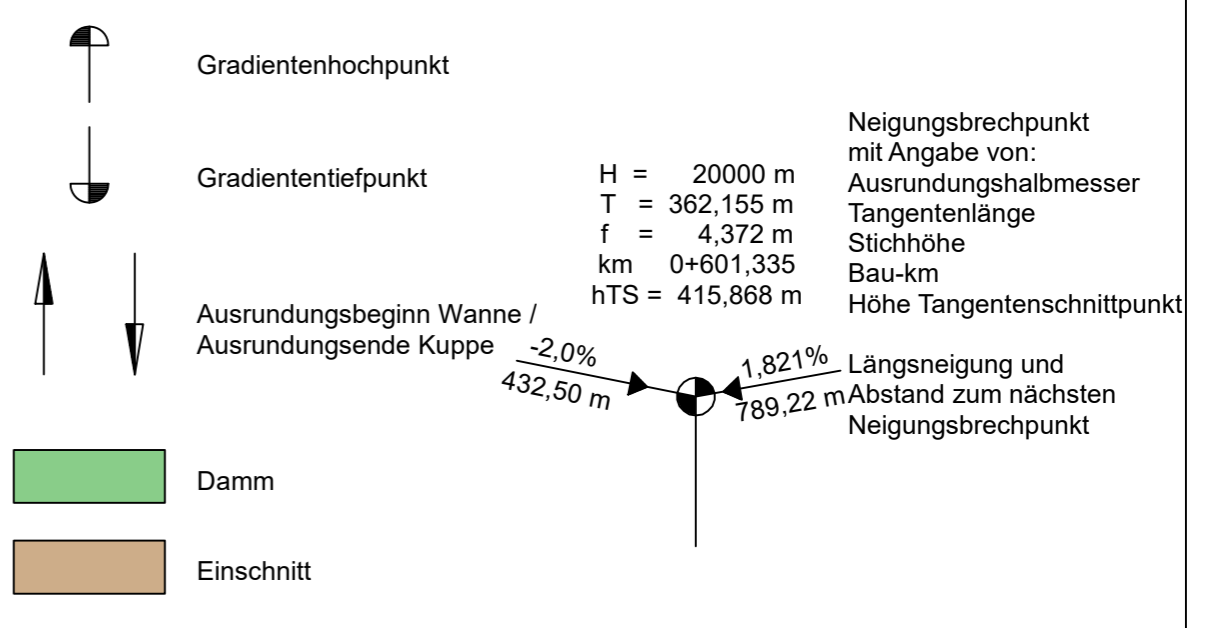 Gradientenhochpunkt
Gradiententiefpunkt
Ausrundungsbeginn Wanne /
Ausrundungsende Kuppe
Damm
Einschnitt
H = 20000 m
T = 362,155 m
f = 4,372 m
km 0+601,335
hTS = 415,868 m
-2,0%
432,50 m
1,821%
789,22 m
Neigungsbrechpunkt
mit Angabe von:
Ausrundungshalbmesser
Tangentenlänge
Stichhöhe
Bau-km
Höhe Tangentenschnittpunkt
Längsneigung und
Abstand zum nächsten
Neigungsbrechpunkt